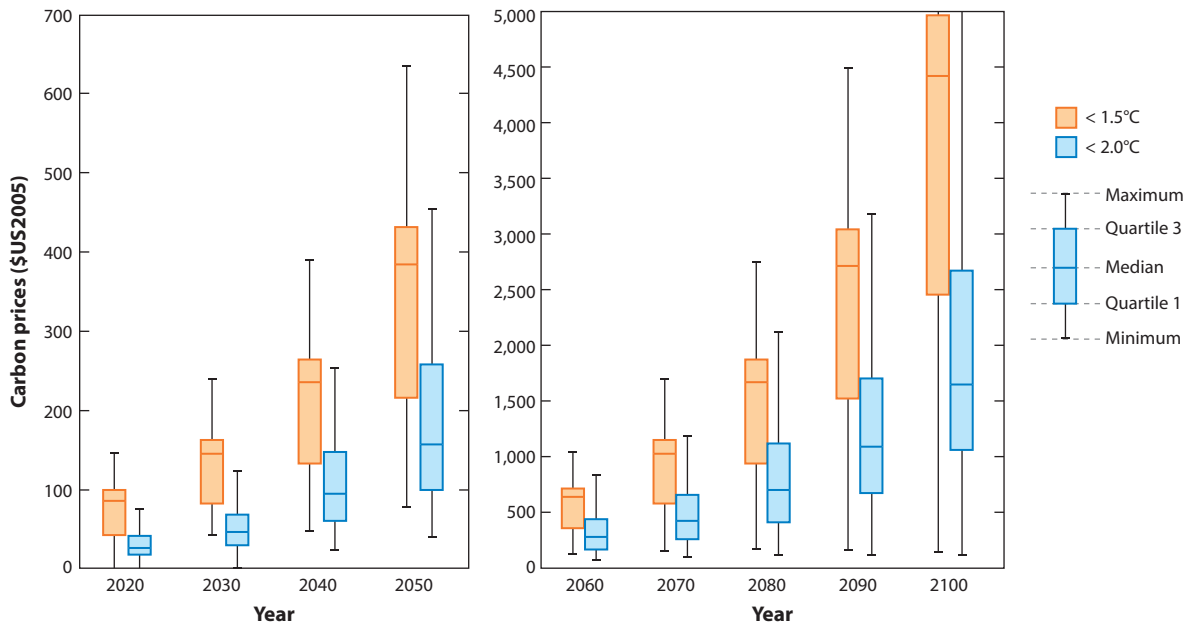 Carbon prices ($US2005)
700
600
500
400
300
200
100
0
2020 2030 2040 2050
Year
5,000
4,500
4,000
3,500
3,000
2,500
2,000
1,500
1,000
500
0
2060 2070 2080 2090 2100
Year
< 1.5°C
< 2.0°C
Maximum
Quartile 3
Median
Quartile 1
Minimum